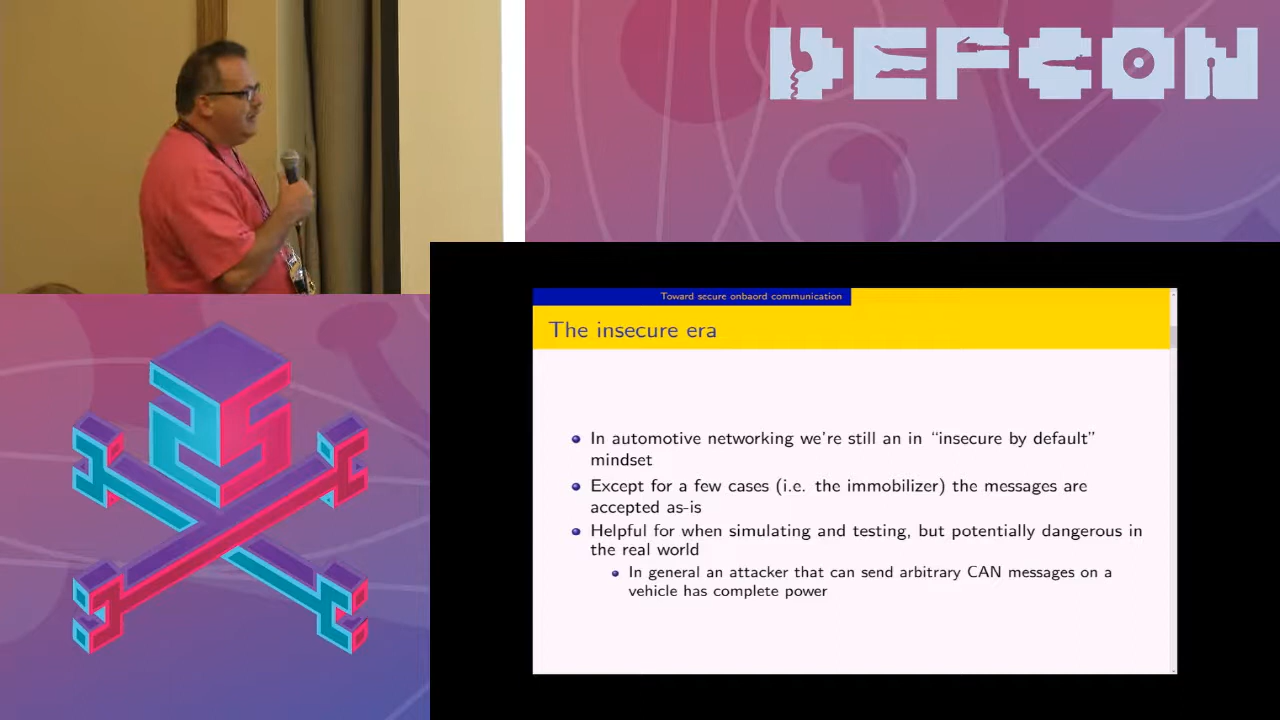 DEFCON
Toward secure onbaord communication
The insecure era
In automotive networking we're still an in “insecure by default”
mindset
Except for a few cases (i.e. the immobilizer) the messages are
accepted as-is
Helpful for when simulating and testing, but potentially dangerous in
the real world
In general an attacker that can send arbitrary CAN messages on a
vehicle has complete power